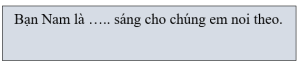 Bạn Nam là ….. sáng cho chúng em noi theo.